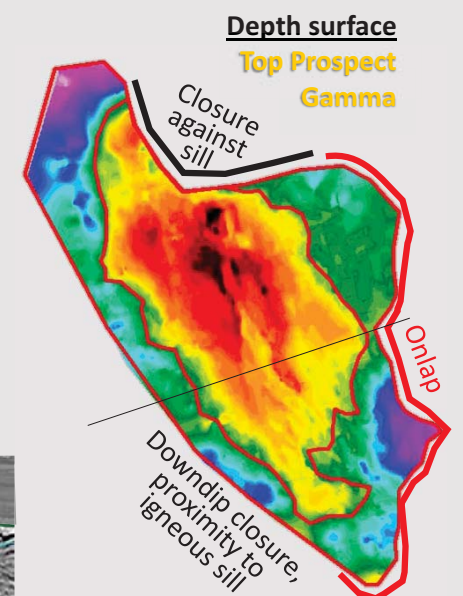 Depth surface
Top Prospect
Gamma
Closure
against
sill
Onlap
Downdip closure,
proximity to
igneous sill